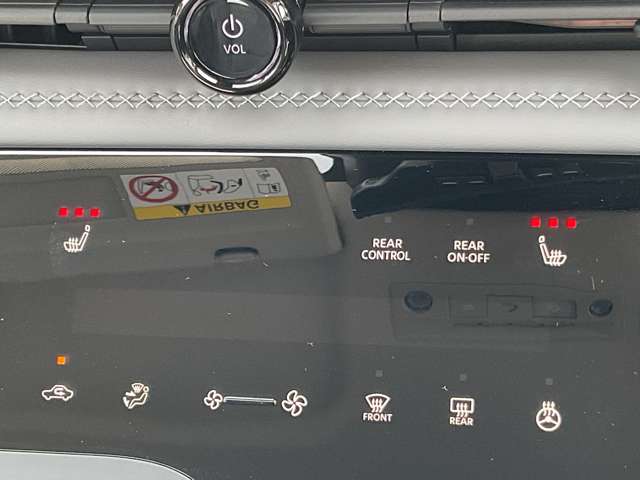 VOL
AIRBAG
REAR
CONTROL
REAR
ON-OFF
FRONT
REAR